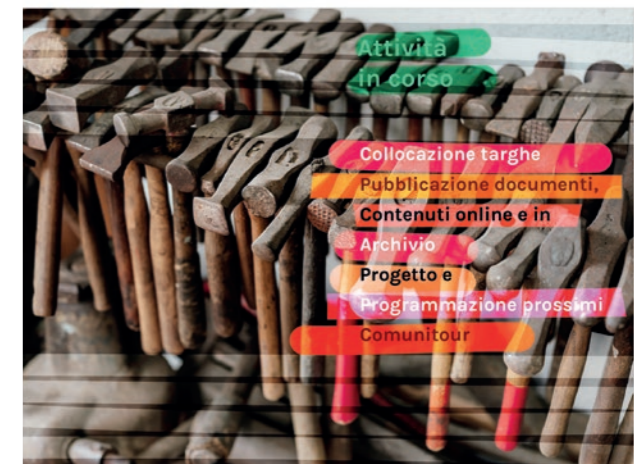 Attività
in corso
Collocazione targhe
Pubblicazione documenti,
Contenuti online e in
Archivio
Progetto e
Programmazione prossimi
Comunitour